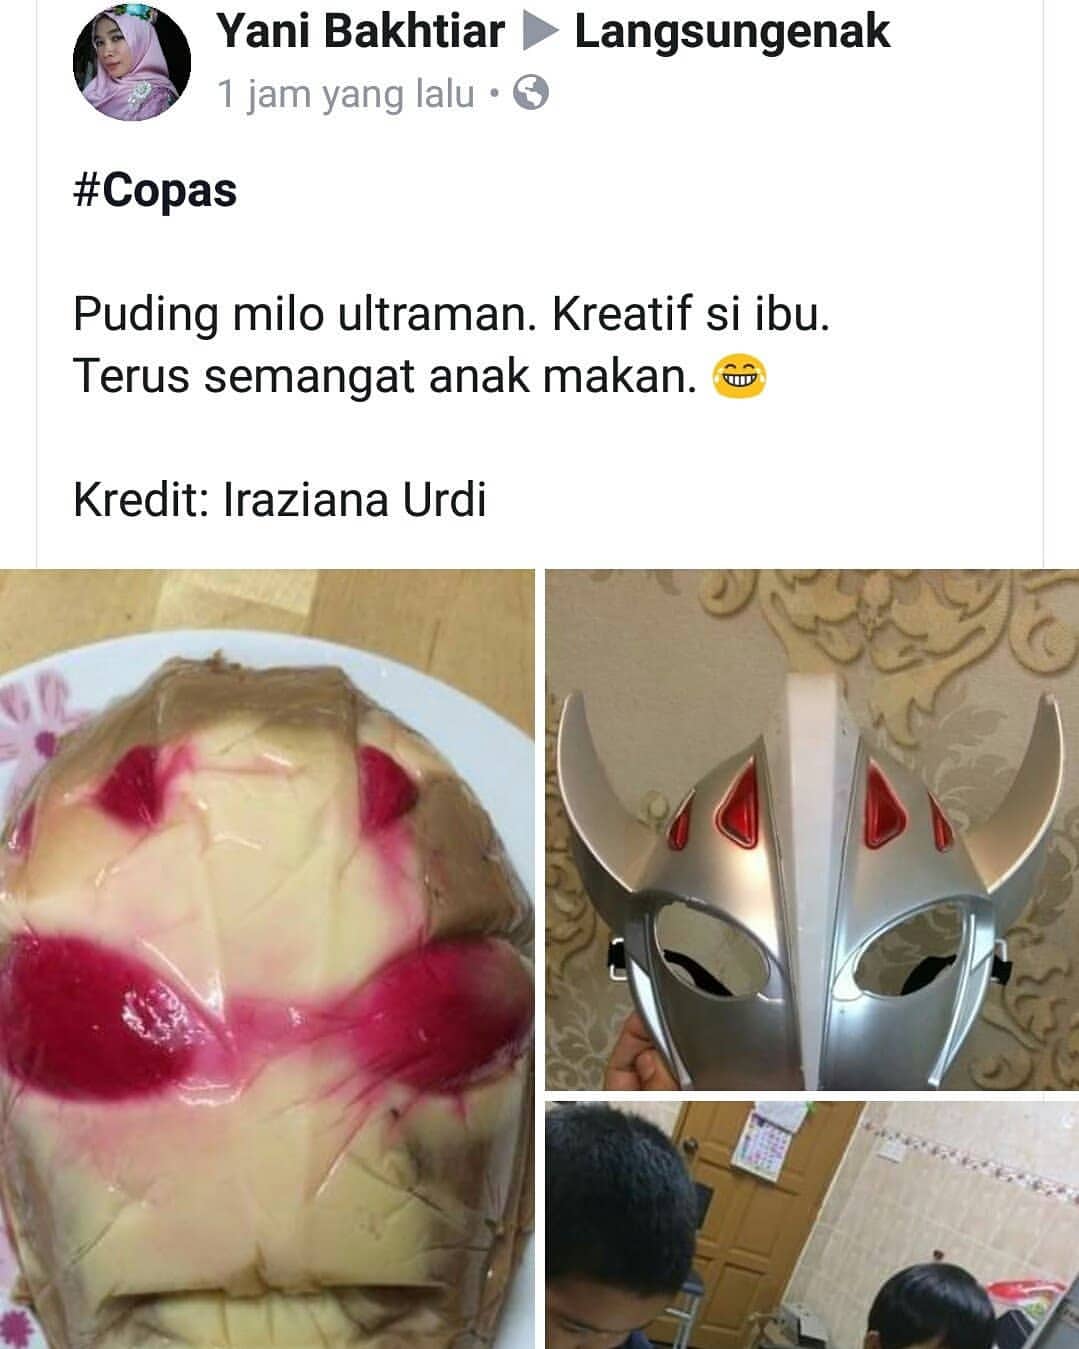 Yani Bakhtiar ▶ Langsungenak
1 jam yang lalu •
#Copas
Puding milo ultraman. Kreatif si ibu.
Terus semangat anak makan. 😂
Kredit: Iraziana Urdi